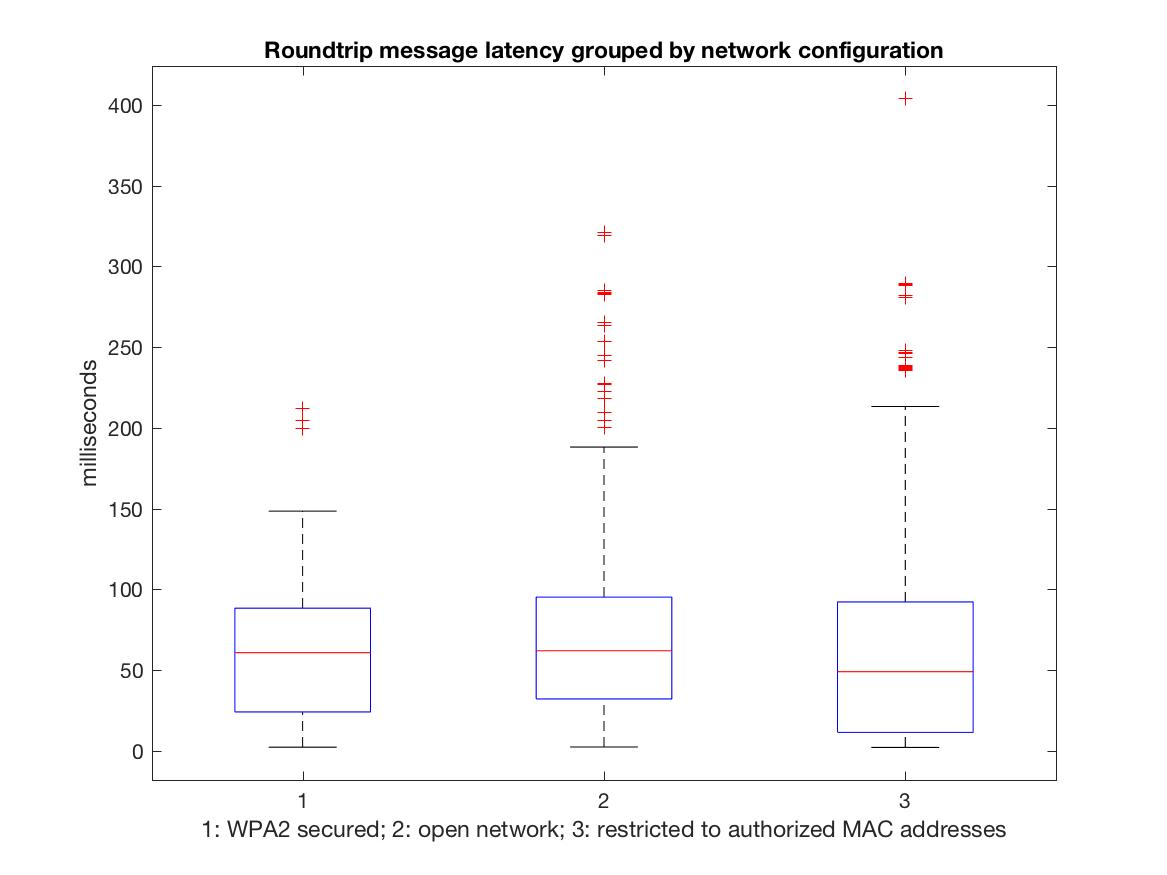 Roundtrip message latency grouped by network configuration
400
350
300
250
200
150
100
50
0
milliseconds
1 2 3
1: WPA2 secured; 2: open network; 3: restricted to authorized MAC addresses